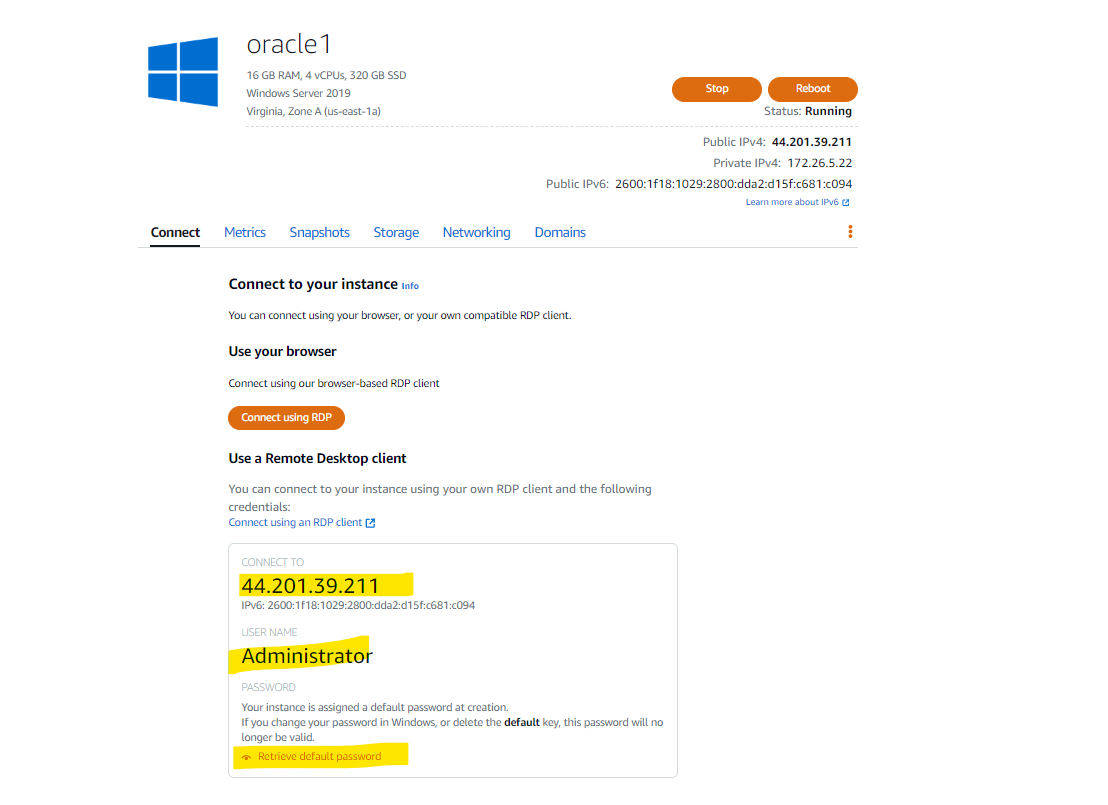 oracle1
16 GB RAM, 4 vCPUs, 320 GB SSD
Windows Server 2019
Virginia, Zone A (us-east-1a)
Stop
Reboot
Status: Running
Public IPv4: 44.201.39.211
Private IPv4: 172.26.5.22
Public IPv6: 2600:1f18:1029:2800:dda2:d15f:c681:c094
Learn more about IPv6
Connect Metrics Snapshots Storage Networking Domains
Connect to your instance Info
You can connect using your browser, or your own compatible RDP client.
Use your browser
Connect using our browser-based RDP client
Connect using RDP
Use a Remote Desktop client
You can connect to your instance using your own RDP client and the following
credentials:
Connect using an RDP client
CONNECT TO
44.201.39.211
IPv6: 2600:1f18:1029:2800:dda2:d15f:c681:c094
USER NAME
Administrator
PASSWORD
Your instance is assigned a default password at creation.
If you change your password in Windows, or delete the default key, this password will no
longer be valid.
Retrieve default password